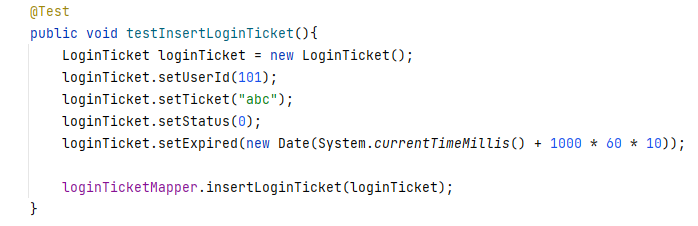 @Test
public void testInsertLoginTicket(){
    LoginTicket loginTicket = new LoginTicket();
    loginTicket.setUserId(101);
    loginTicket.setTicket("abc");
    loginTicket.setStatus(0);
    loginTicket.setExpired(new Date(System.currentTimeMillis() + 1000 * 60 * 10));

    loginTicketMapper.insertLoginTicket(loginTicket);
}